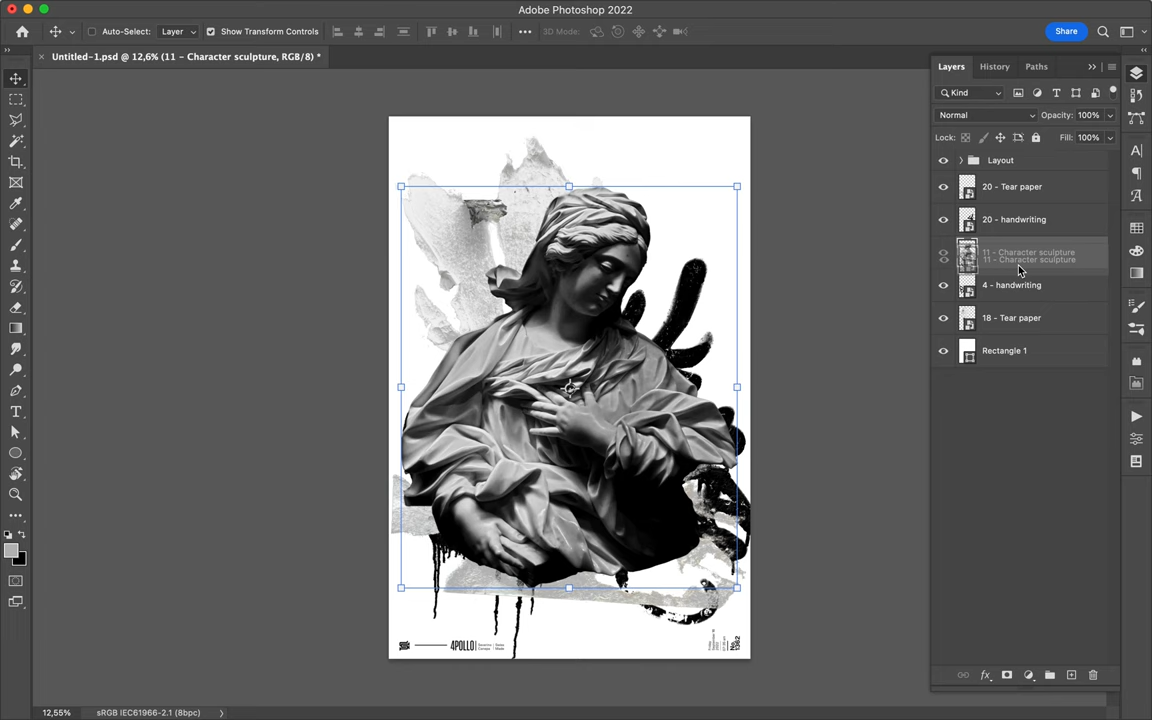 Adobe Photoshop 2022
Auto-Select: Layer Show Transform Controls 3D Mode: Share
Untitled-1.psd @ 12,6% (11 - Character sculpture, RGB/8) *
Layers History Paths
Kind
Normal Opacity: 100%
Lock: Fill: 100%
Layout
20 - Tear paper
20 - handwriting
11 - Character sculpture
11 - Character sculpture
4 - handwriting
18 - Tear paper
Rectangle 1
4POLLO
No. 1362
12,55% sRGB IEC61966-2.1 (8bpc)